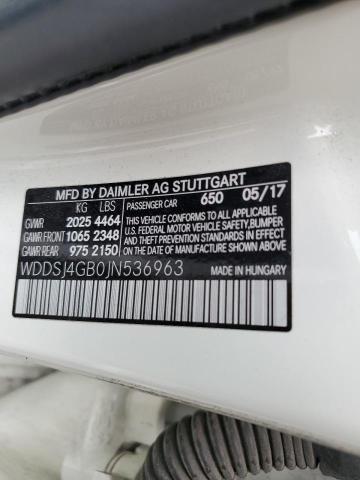 MFD BY DAIMLER AG STUTTGART
KG LBS PASSENGER CAR 650 05/17
GVWR 2025 4464
GAWR FRONT 1065 2348
GAWR REAR 975 2150
THIS VEHICLE CONFORMS TO ALL APPLICABLE
U.S. FEDERAL MOTOR VEHICLE SAFETY, BUMPER
AND THEFT PREVENTION STANDARDS IN EFFECT
ON THE DATE OF MANUFACTURE SHOWN ABOVE
WDDSJ4GB0JN536963
MADE IN HUNGARY